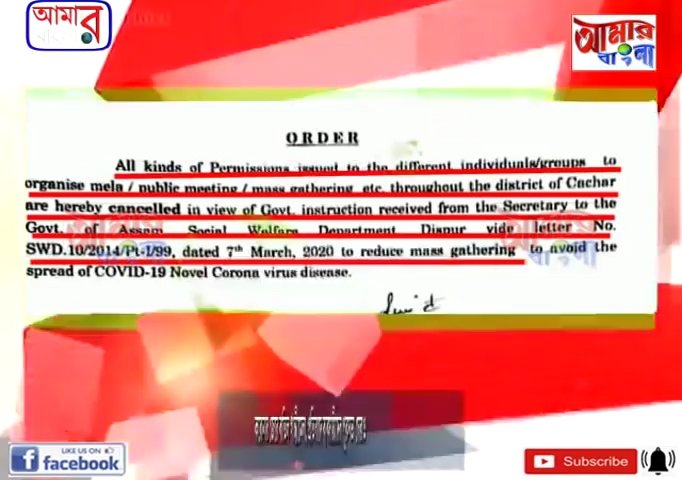 আমার
আমার
বাংলা
ORDER
All kinds of Permissions issued to the different individuals/groups to
organise mela / public meeting / mass gathering etc. throughout the district of Cachar
are hereby cancelled in view of Govt. instruction received from the Secretary to the
Govt. of Assam Social Welfare Department Dispur vide letter No.
SWD.10/2014/Pt-I/99, dated 7th March, 2020 to reduce mass gathering to avoid the
spread of COVID-19 Novel Corona virus disease.
LIKE US ON
facebook
Subscribe